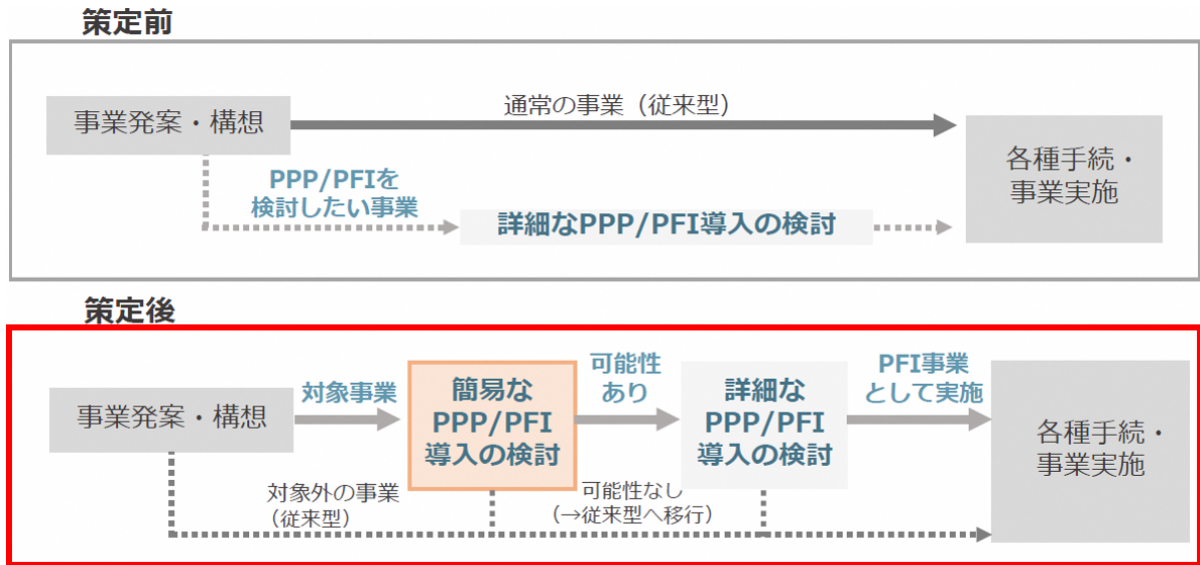 策定前
事業発案・構想
通常の事業（従来型）
PPP/PFIを
検討したい事業
詳細なPPP/PFI導入の検討
各種手続・
事業実施
策定後
事業発案・構想
対象事業
簡易な
PPP/PFI
導入の検討
可能性
あり
詳細な
PPP/PFI
導入の検討
PFI事業
として実施
各種手続・
事業実施
対象外の事業
（従来型）
可能性なし
（→従来型へ移行）